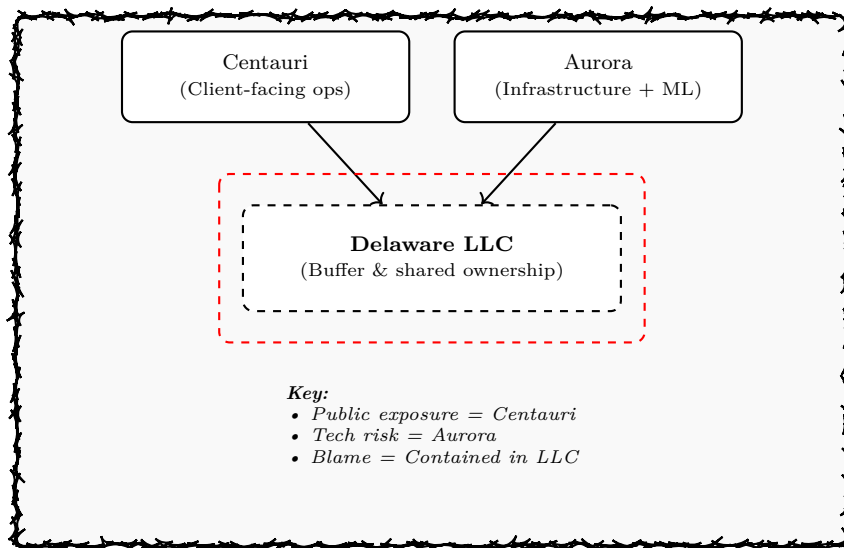 Centauri
(Client-facing ops)
Aurora
(Infrastructure + ML)
Delaware LLC
(Buffer & shared ownership)
Key:
• Public exposure = Centauri
• Tech risk = Aurora
• Blame = Contained in LLC